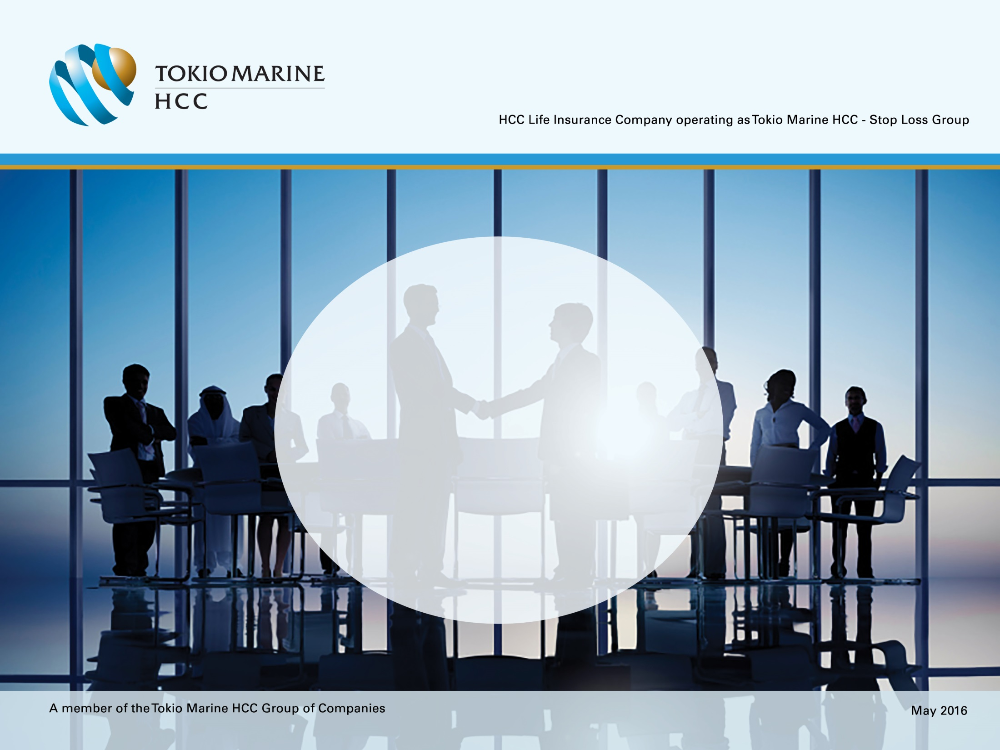 TOKIO MARINE
HCC
HCC Life Insurance Company operating as Tokio Marine HCC - Stop Loss Group
A member of the Tokio Marine HCC Group of Companies
May 2016